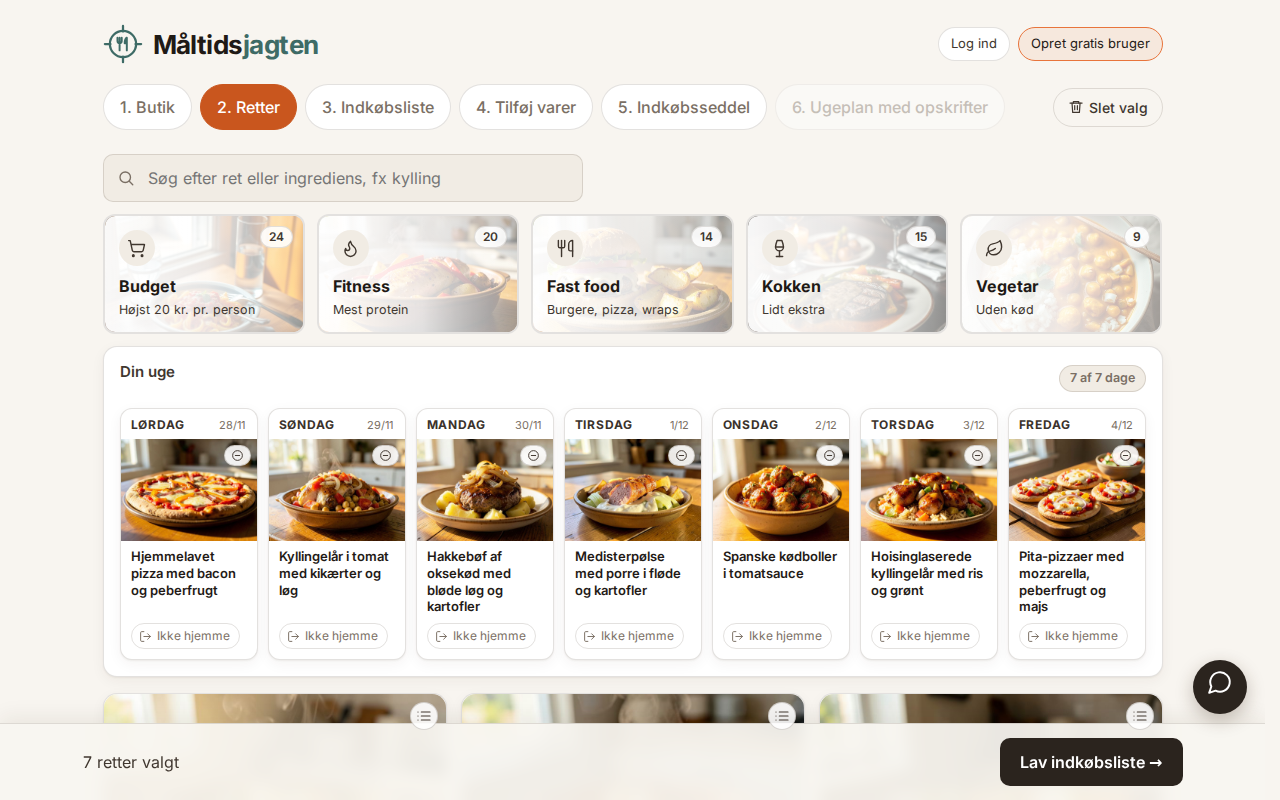 Måltidsjagten
Log ind
Opret gratis bruger
1. Butik
2. Retter
3. Indkøbsliste
4. Tilføj varer
5. Indkøbsseddel
6. Ugeplan med opskrifter
Slet valg
Søg efter ret eller ingrediens, fx kylling
24
Budget
Højst 20 kr. pr. person
20
Fitness
Mest protein
14
Fast food
Burgere, pizza, wraps
15
Kokken
Lidt ekstra
9
Vegetar
Uden kød
Din uge
7 af 7 dage
LØRDAG 28/11
Hjemmelavet
pizza med bacon
og peberfrugt
Ikke hjemme
SØNDAG 29/11
Kyllingelår i tomat
med kikærter og
løg
Ikke hjemme
MANDAG 30/11
Hakkebøf af
oksekød med
bløde løg og
kartofler
Ikke hjemme
TIRSDAG 1/12
Medisterpølse
med porre i fløde
og kartofler
Ikke hjemme
ONSDAG 2/12
Spanske kødboller
i tomatsauce
Ikke hjemme
TORSDAG 3/12
Hoisinglaserede
kyllingelår med ris
og grønt
Ikke hjemme
FREDAG 4/12
Pita-pizzaer med
mozzarella,
peberfrugt og
majs
Ikke hjemme
7 retter valgt
Lav indkøbsliste →